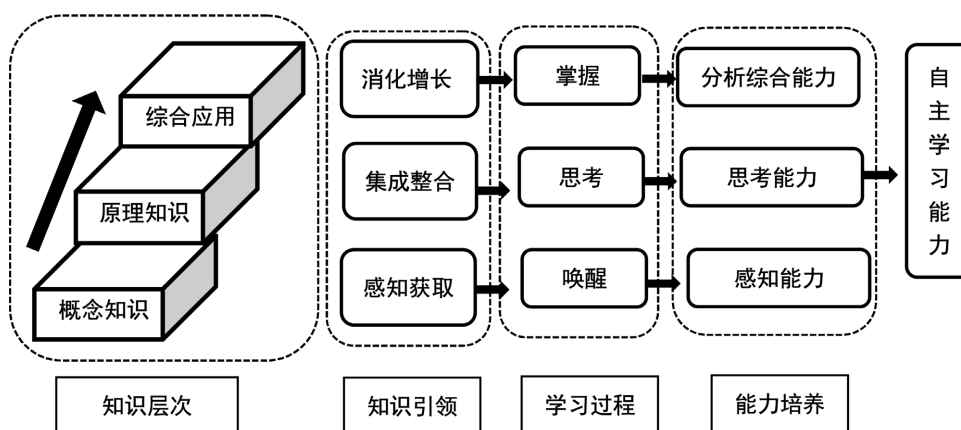 综合应用
原理知识
概念知识
消化增长
集成整合
感知获取
掌握
思考
唤醒
分析综合能力
思考能力
感知能力
自主学习能力
知识层次
知识引领
学习过程
能力培养